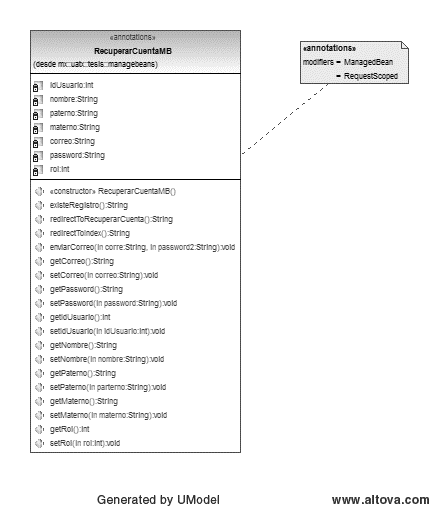 «annotations»
RecuperarCuentaMB
(desde mx::uatx::tesis::managebeans)
idUsuario:int
nombre:String
paterno:String
materno:String
correo:String
password:String
rol:int
«constructor» RecuperarCuentaMB()
existeRegistro():String
redirectToRecuperarCuenta():String
redirectToIndex():String
enviarCorreo(in corre:String, in password2:String):void
getCorreo():String
setCorreo(in correo:String):void
getPassword():String
setPassword(in password:String):void
getIdUsuario():int
setIdUsuario(in idUsuario:int):void
getNombre():String
setNombre(in nombre:String):void
getPaterno():String
setPaterno(in parterno:String):void
getMaterno():String
setMaterno(in materno:String):void
getRol():int
setRol(in rol:int):void
«annotations»
modifiers = ManagedBean
= RequestScoped
Generated by UModel
www.altova.com